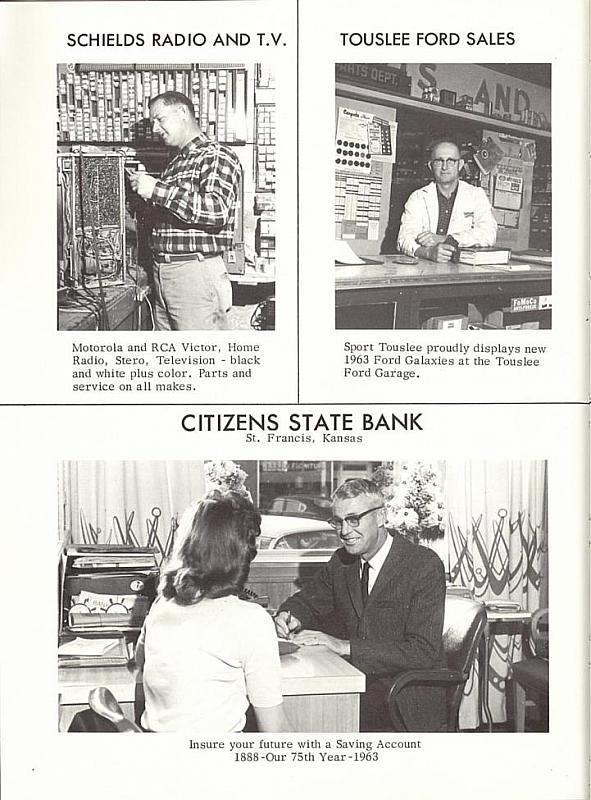 SCHIELDS RADIO AND T.V.
Motorola and RCA Victor, Home
Radio, Stero, Television - black
and white plus color. Parts and
service on all makes.
TOUSLEE FORD SALES
PARTS DEPT.
S AND
FoMoCo
Sport Touslee proudly displays new
1963 Ford Galaxies at the Touslee
Ford Garage.
CITIZENS STATE BANK
St. Francis, Kansas
Insure your future with a Saving Account
1888-Our 75th Year-1963